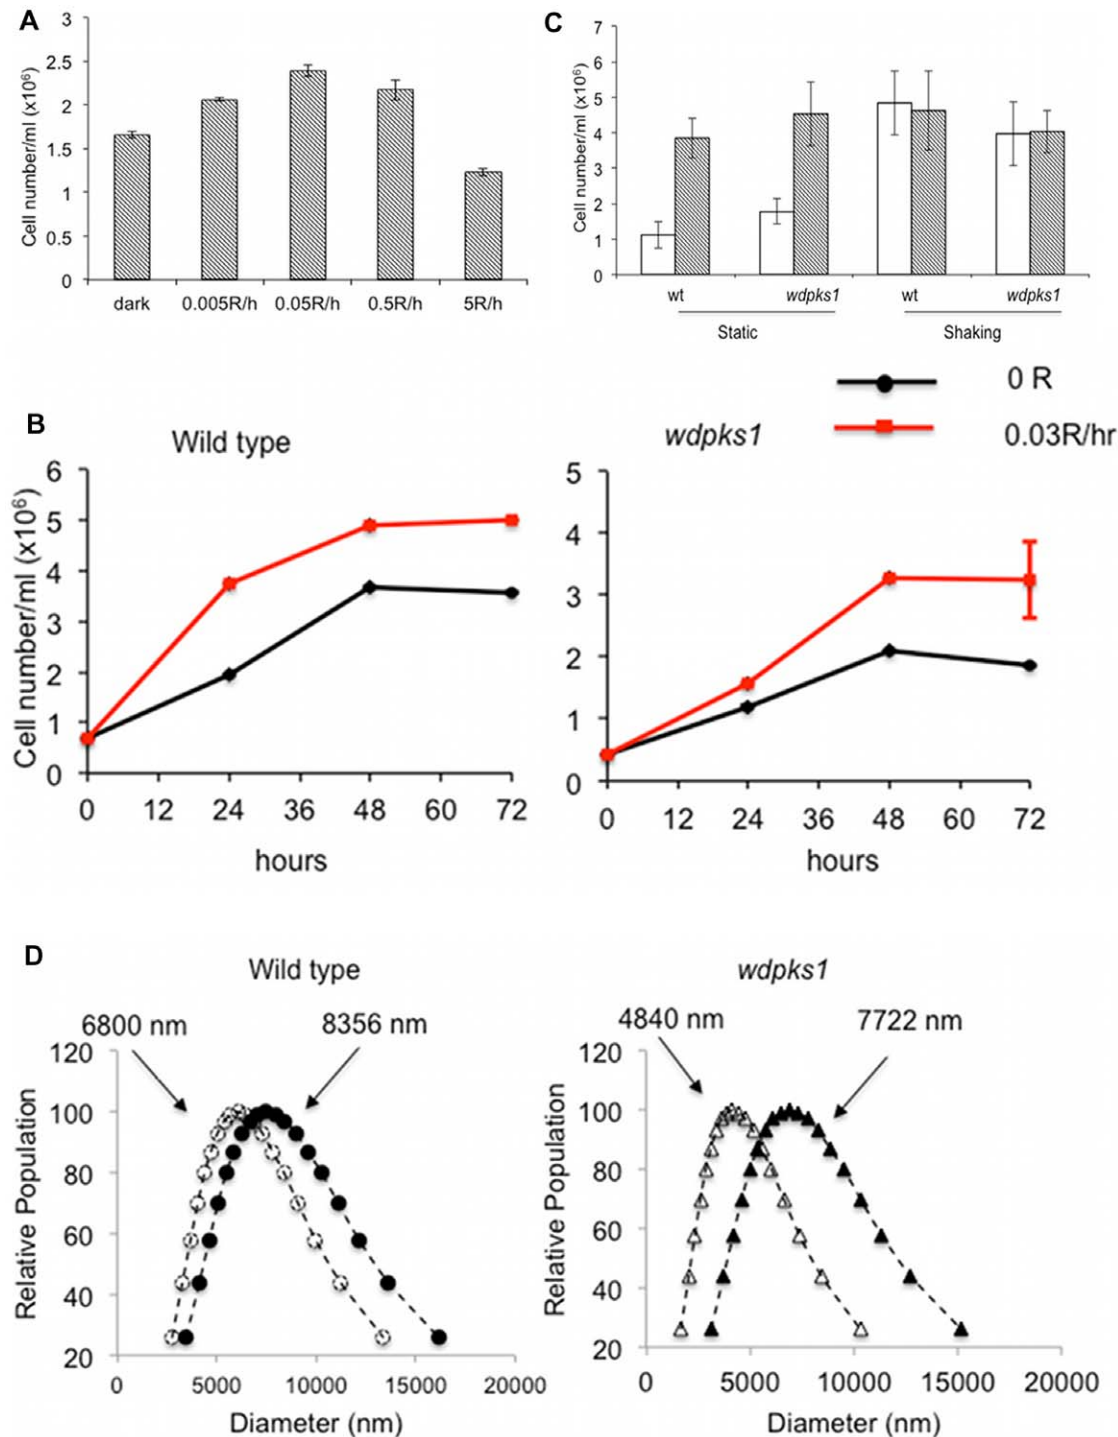 A
Cell number/ml (x10⁶)
3
2.5
2
1.5
1
0.5
0
dark 0.005R/h 0.05R/h 0.5R/h 5R/h
C
Cell number/ml (x10⁶)
7
6
5
4
3
2
1
0
wt wdpks1 wt wdpks1
Static Shaking
0 R
0.03R/hr
B
Wild type
Cell number/ml (x10⁶)
6
5
4
3
2
1
0
0 12 24 36 48 60 72
hours
wdpks1
5
4
3
2
1
0
0 12 24 36 48 60 72
hours
D
Wild type
6800 nm 8356 nm
Relative Population
120
100
80
60
40
20
0 5000 10000 15000 20000
Diameter (nm)
wdpks1
4840 nm 7722 nm
Relative Population
120
100
80
60
40
20
0 5000 10000 15000 20000
Diameter (nm)